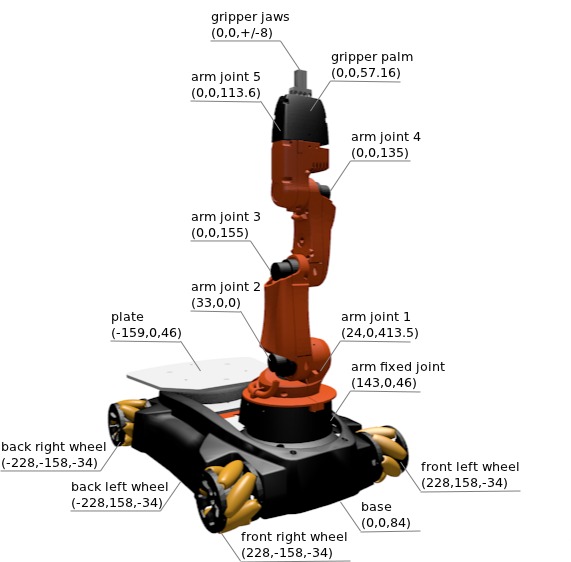 gripper jaws
(0,0,+/-8)
gripper palm
(0,0,57.16)
arm joint 5
(0,0,113.6)
arm joint 4
(0,0,135)
arm joint 3
(0,0,155)
arm joint 2
(33,0,0)
plate
(-159,0,46)
arm joint 1
(24,0,413.5)
arm fixed joint
(143,0,46)
back right wheel
(-228,-158,-34)
front left wheel
(228,158,-34)
back left wheel
(-228,158,-34)
base
(0,0,84)
front right wheel
(228,-158,-34)